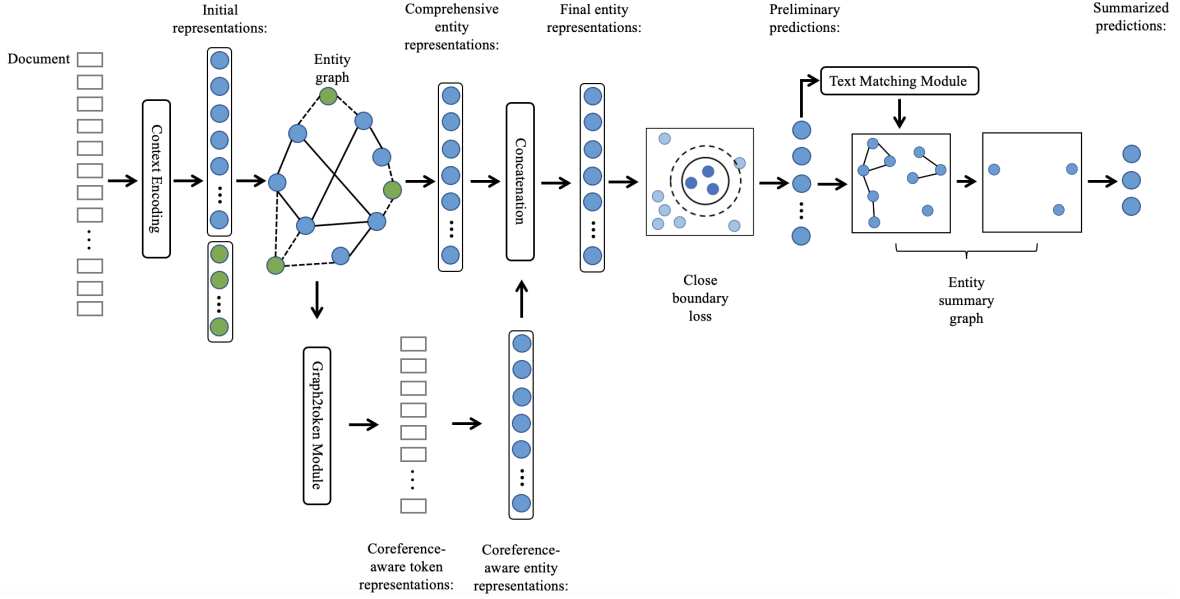 Initial
representations:
Comprehensive
entity
representations:
Final entity
representations:
Preliminary
predictions:
Summarized
predictions:
Document
Entity
graph
Text Matching Module
Context Encoding
Concatenation
Close
boundary
loss
Entity
summary
graph
Graph2token Module
Coreference-
aware token
representations:
Coreference-
aware entity
representations: